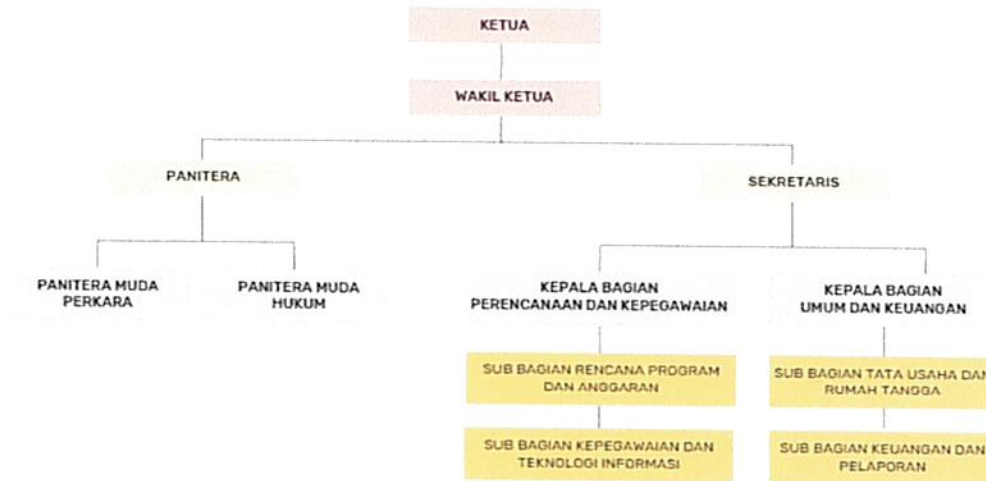 KETUA
WAKIL KETUA
PANITERA
SEKRETARIS
PANITERA MUDA
PERKARA
PANITERA MUDA
HUKUM
KEPALA BAGIAN
PERENCANAAN DAN KEPEGAWAIAN
KEPALA BAGIAN
UMUM DAN KEUANGAN
SUB BAGIAN RENCANA PROGRAM
DAN ANGGARAN
SUB BAGIAN TATA USAHA DAN
RUMAH TANGGA
SUB BAGIAN KEPEGAWAIAN DAN
TEKNOLOGI INFORMASI
SUB BAGIAN KEUANGAN DAN
PELAPORAN